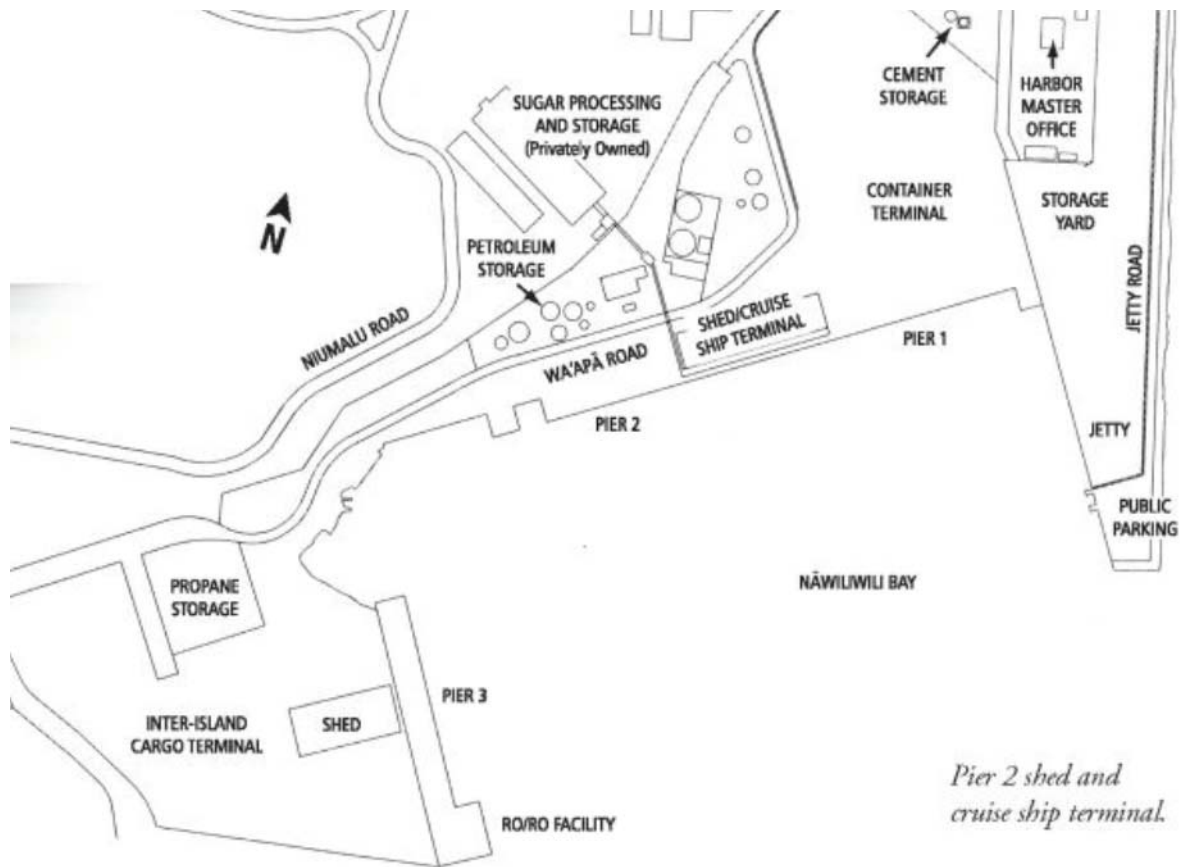 CEMENT
STORAGE
HARBOR
MASTER
OFFICE
SUGAR PROCESSING
AND STORAGE
(Privately Owned)
CONTAINER
TERMINAL
STORAGE
YARD
N
PETROLEUM
STORAGE
JETTY ROAD
NIUMALU ROAD
SHED/CRUISE
SHIP TERMINAL
PIER 1
WA'APĀ ROAD
PIER 2
JETTY
PUBLIC
PARKING
NĀWILIWILI BAY
PROPANE
STORAGE
PIER 3
INTER-ISLAND
CARGO TERMINAL
SHED
RO/RO FACILITY
Pier 2 shed and
cruise ship terminal.